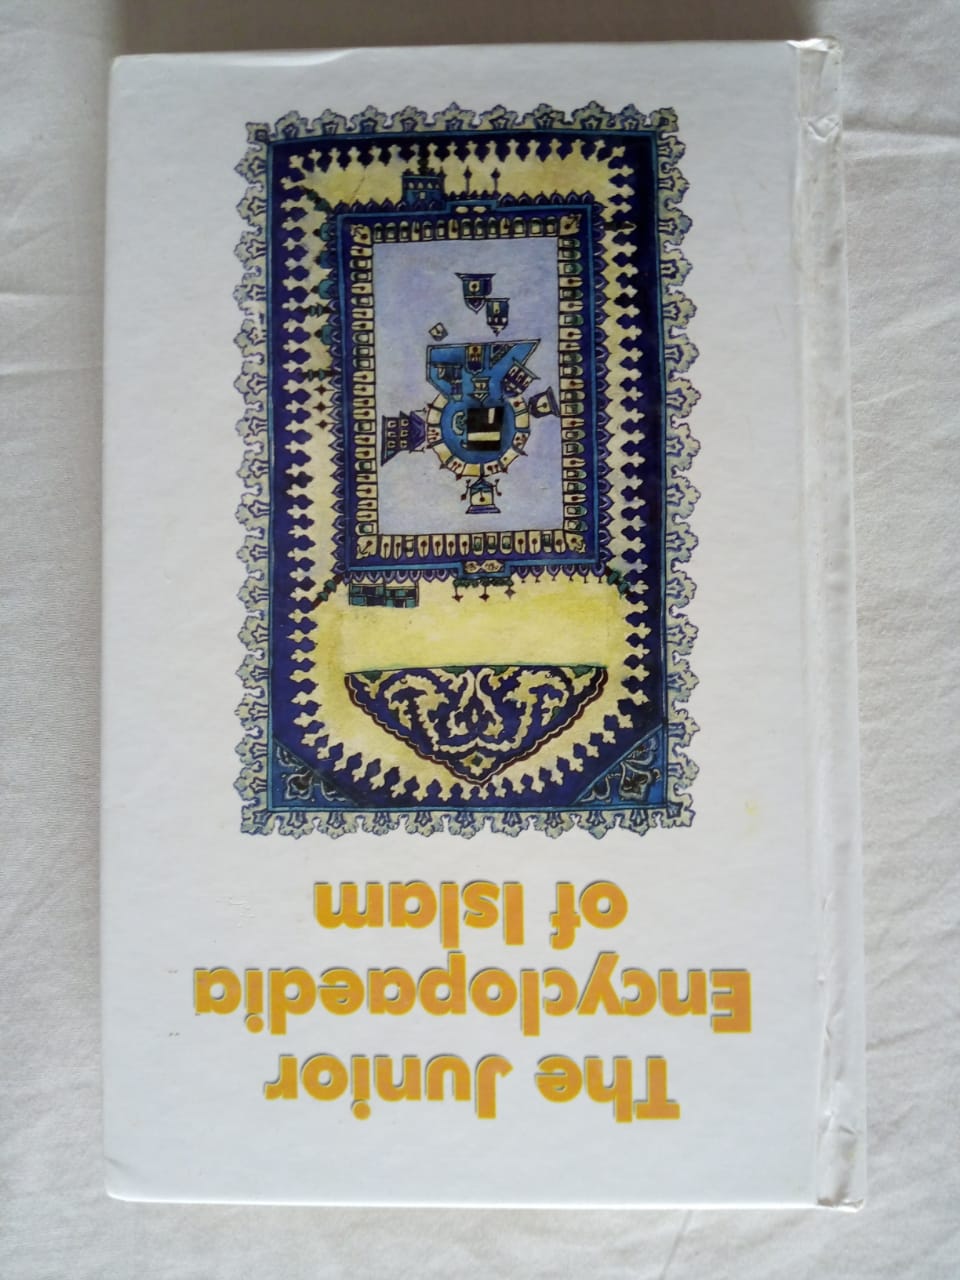 The Junior
Encyclopaedia
of Islam